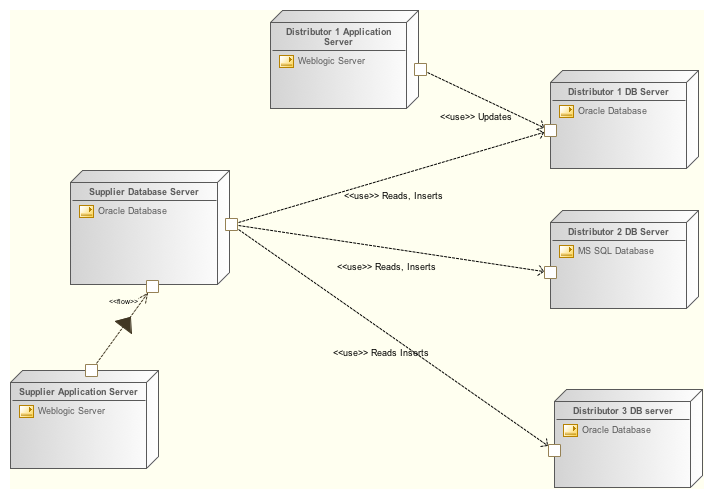 Distributor 1 Application
Server
Weblogic Server
Distributor 1 DB Server
Oracle Database
<<use>> Updates
Supplier Database Server
Oracle Database
<<use>> Reads, Inserts
Distributor 2 DB Server
MS SQL Database
<<use>> Reads, Inserts
<<flow>>
<<use>> Reads Inserts
Supplier Application Server
Weblogic Server
Distributor 3 DB server
Oracle Database